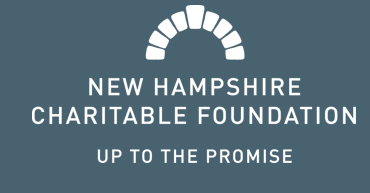 NEW HAMPSHIRE
CHARITABLE FOUNDATION
UP TO THE PROMISE